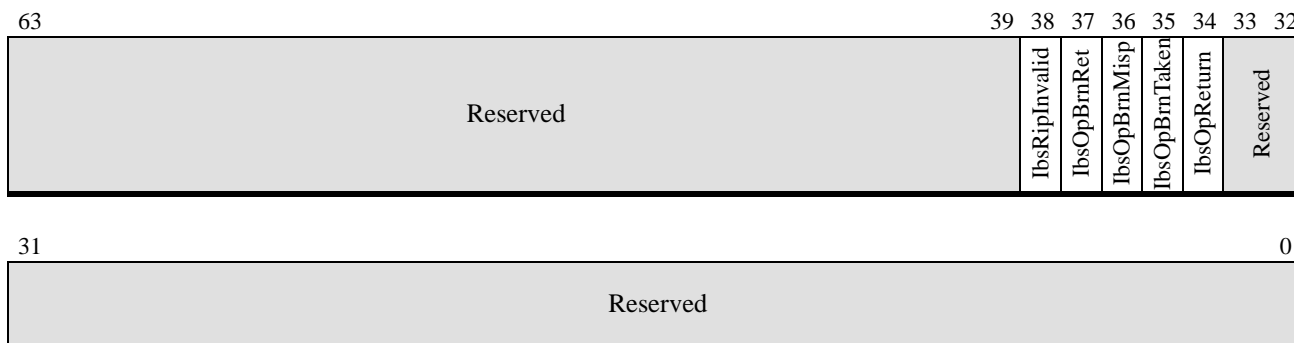 63 39 38 37 36 35 34 33 32
Reserved
IbsRipInvalid
IbsOpBrnRet
IbsOpBrnMisp
IbsOpBrnTaken
IbsOpReturn
Reserved
31 0
Reserved